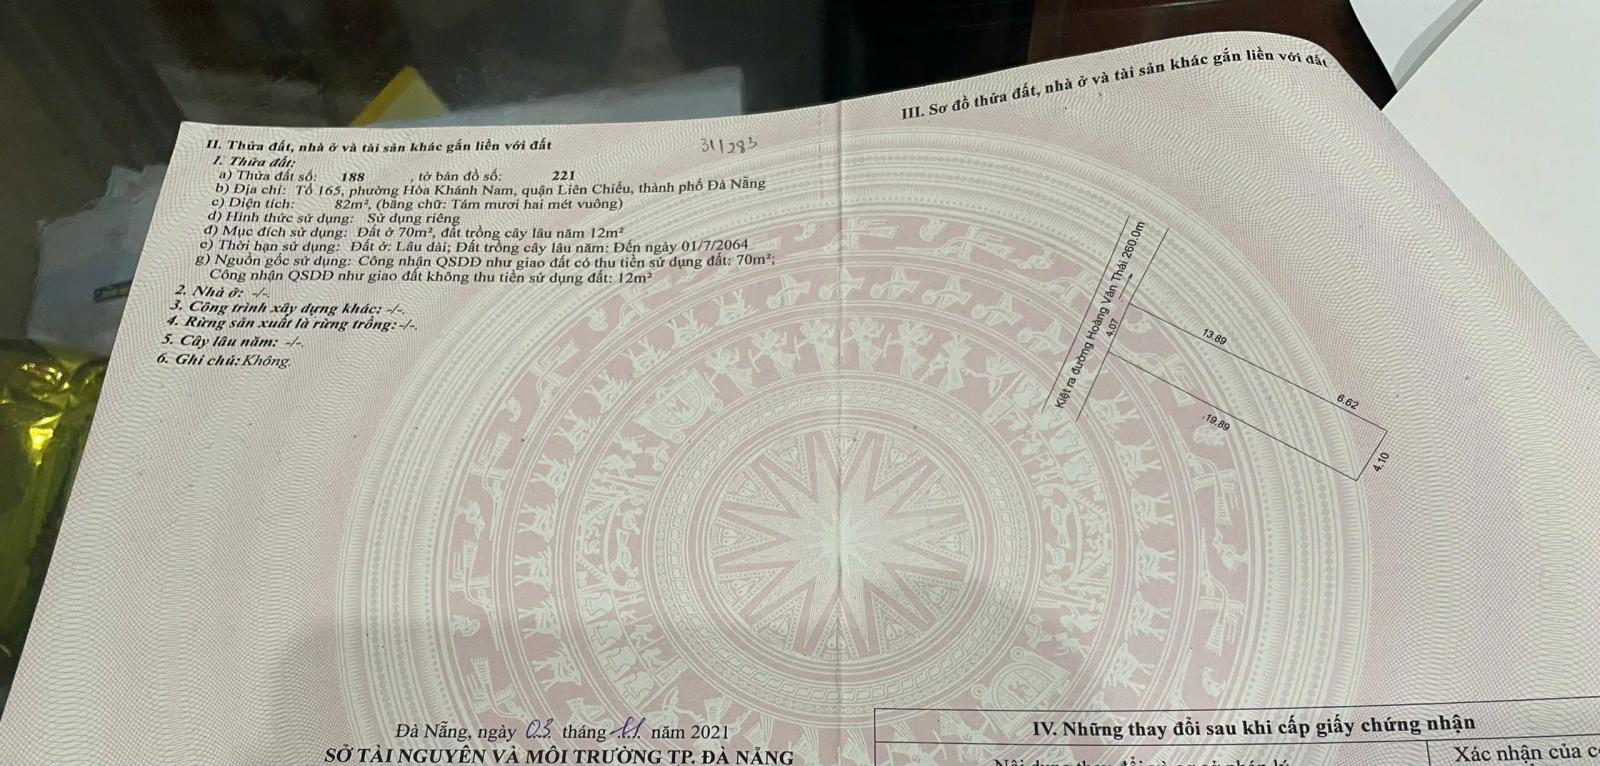 II. Thửa đất, nhà ở và tài sản khác gắn liền với đất
311283
1. Thửa đất:
a) Thửa đất số: 188 , tờ bản đồ số: 221
b) Địa chỉ: Tổ 165, phường Hòa Khánh Nam, quận Liên Chiểu, thành phố Đà Nẵng
c) Diện tích: 82m², (bằng chữ: Tám mươi hai mét vuông)
d) Hình thức sử dụng: Sử dụng riêng
đ) Mục đích sử dụng: Đất ở 70m², đất trồng cây lâu năm 12m²
e) Thời hạn sử dụng: Đất ở: Lâu dài; Đất trồng cây lâu năm: Đến ngày 01/7/2064
g) Nguồn gốc sử dụng: Công nhận QSDĐ như giao đất có thu tiền sử dụng đất: 70m²;
Công nhận QSDĐ như giao đất không thu tiền sử dụng đất: 12m²
2. Nhà ở: -/-.
3. Công trình xây dựng khác: -/-.
4. Rừng sản xuất là rừng trồng: -/-.
5. Cây lâu năm: -/-.
6. Ghi chú: Không.
Đà Nẵng, ngày 03 tháng 11 năm 2021
SỞ TÀI NGUYÊN VÀ MÔI TRƯỜNG TP. ĐÀ NẴNG
III. Sơ đồ thửa đất, nhà ở và tài sản khác gắn liền với đất
Kiệt ra đường Hoàng Văn Thái 260.0m
4.07
13.89
6.62
19.89
4.10
IV. Những thay đổi sau khi cấp giấy chứng nhận
Xác nhận của